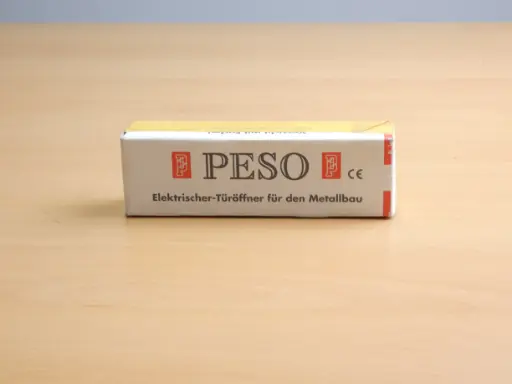 PESO CE
Elektrischer-Türöffner für den Metallbau